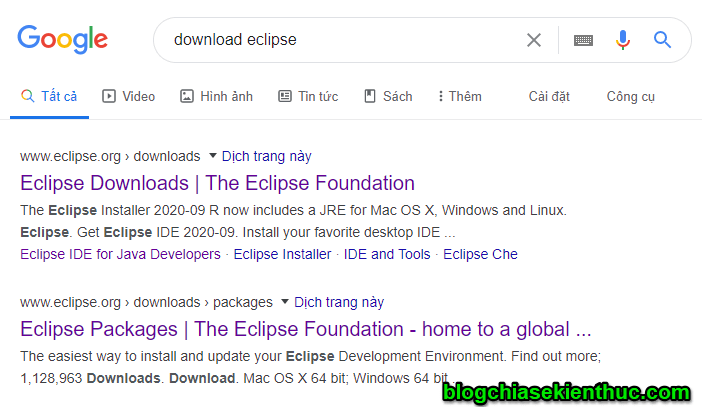 Google
download eclipse
Tất cả Video Hình ảnh Tin tức Sách Thêm Cài đặt Công cụ
www.eclipse.org › downloads Dịch trang này
Eclipse Downloads | The Eclipse Foundation
The Eclipse Installer 2020-09 R now includes a JRE for Mac OS X, Windows and Linux.
Eclipse. Get Eclipse IDE 2020-09. Install your favorite desktop IDE ...
Eclipse IDE for Java Developers · Eclipse Installer · IDE and Tools · Eclipse Che
www.eclipse.org › downloads › packages Dịch trang này
Eclipse Packages | The Eclipse Foundation - home to a global ...
The easiest way to install and update your Eclipse Development Environment. Find out more;
1,128,963 Downloads. Download. Mac OS X 64 bit; Windows 64 bit ...
blogchiasekienthuc.com